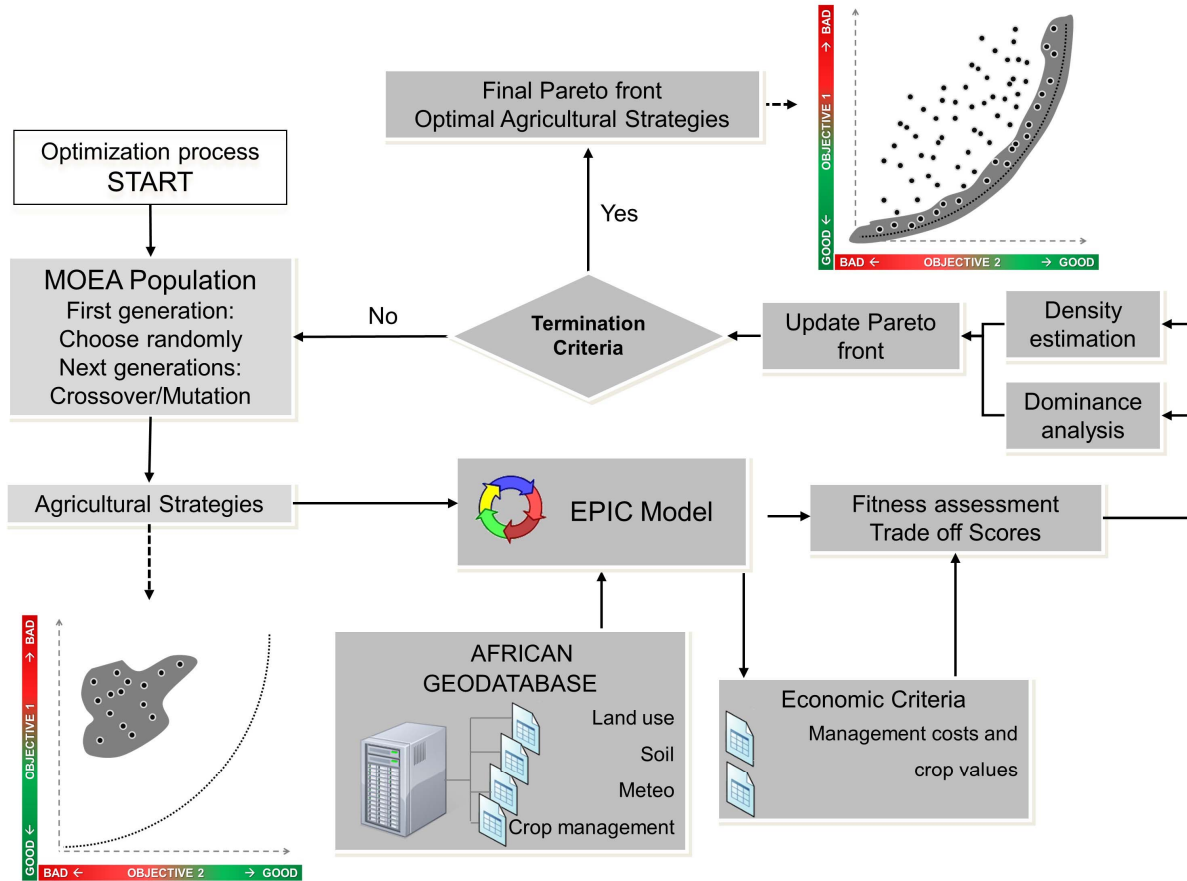 Optimization process
START
MOEA Population
First generation:
Choose randomly
Next generations:
Crossover/Mutation
Agricultural Strategies
Final Pareto front
Optimal Agricultural Strategies
Yes
No
Termination
Criteria
Update Pareto
front
Density
estimation
Dominance
analysis
EPIC Model
Fitness assessment
Trade off Scores
AFRICAN
GEODATABASE
Land use
Soil
Meteo
Crop management
Economic Criteria
Management costs and
crop values
GOOD ← OBJECTIVE 1 → BAD
BAD ← OBJECTIVE 2 → GOOD
GOOD ← OBJECTIVE 1 → BAD
BAD ← OBJECTIVE 2 → GOOD